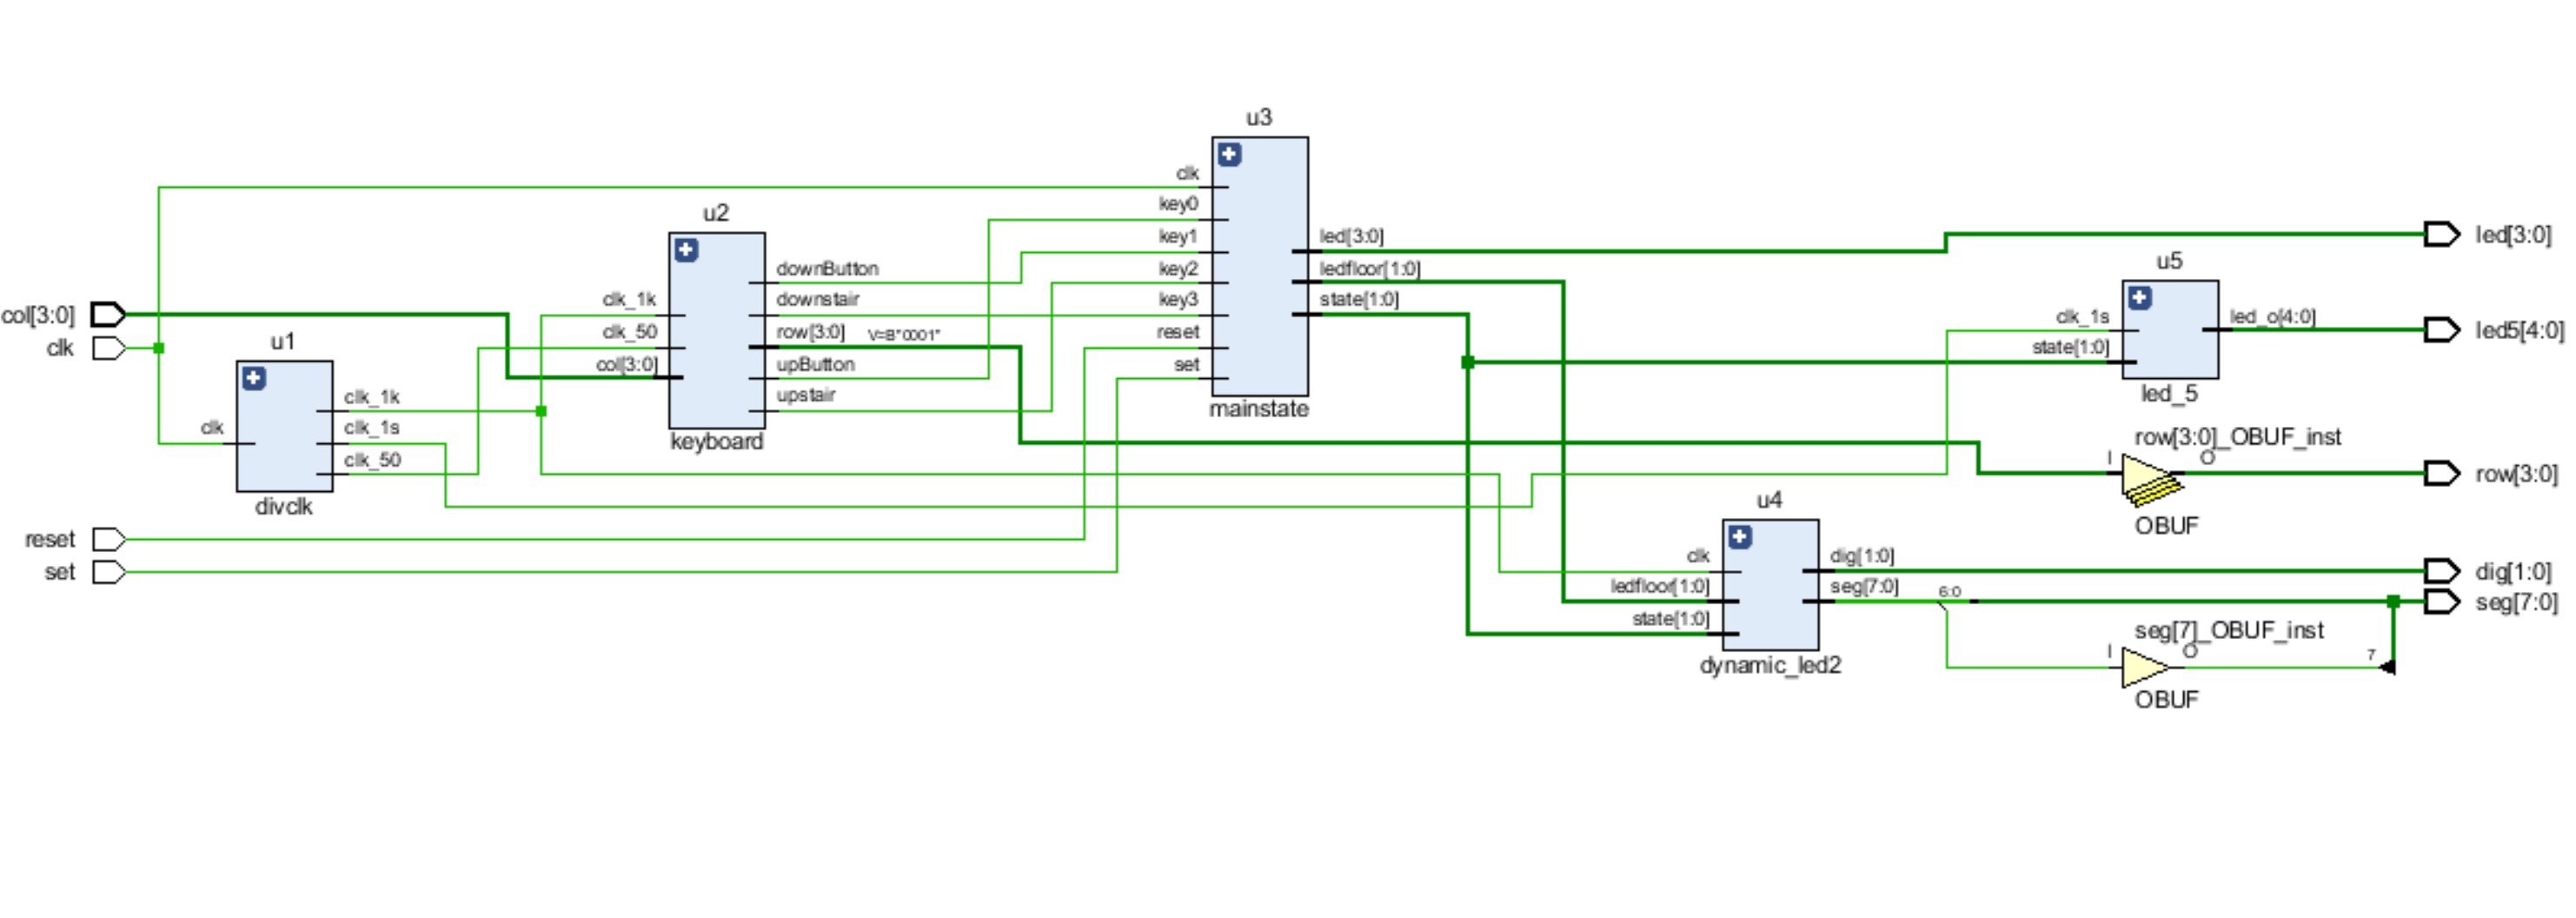 col[3:0]
clk
reset
set
u1
clk
clk_1k
clk_1s
clk_50
divclk
u2
clk_1k
clk_50
col[3:0]
downButton
downstair
row[3:0] V=B"0001"
upButton
upstair
keyboard
u3
clk
key0
key1
key2
key3
reset
set
led[3:0]
ledfloor[1:0]
state[1:0]
mainstate
u4
clk
ledfloor[1:0]
state[1:0]
dig[1:0]
seg[7:0]
6:0
dynamic_led2
u5
clk_1s
state[1:0]
led_o[4:0]
led_5
row[3:0]_OBUF_inst
I
O
OBUF
seg[7]_OBUF_inst
I
O
7
OBUF
led[3:0]
led5[4:0]
row[3:0]
dig[1:0]
seg[7:0]